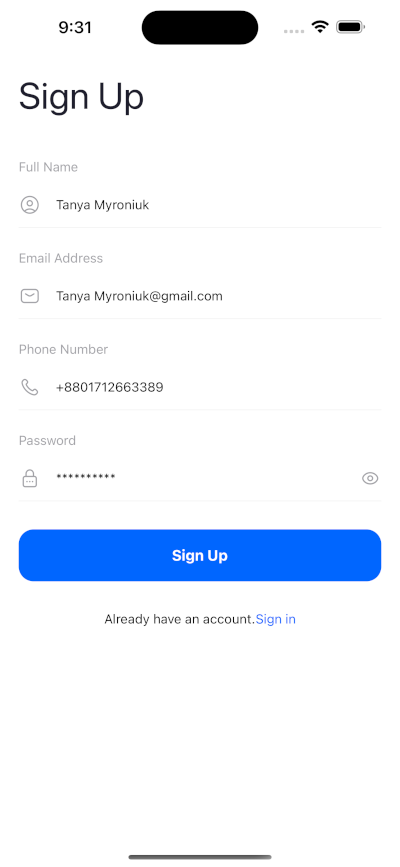 9:31
Sign Up
Full Name
Tanya Myroniuk
Email Address
Tanya Myroniuk@gmail.com
Phone Number
+8801712663389
Password
**********
Sign Up
Already have an account.Sign in